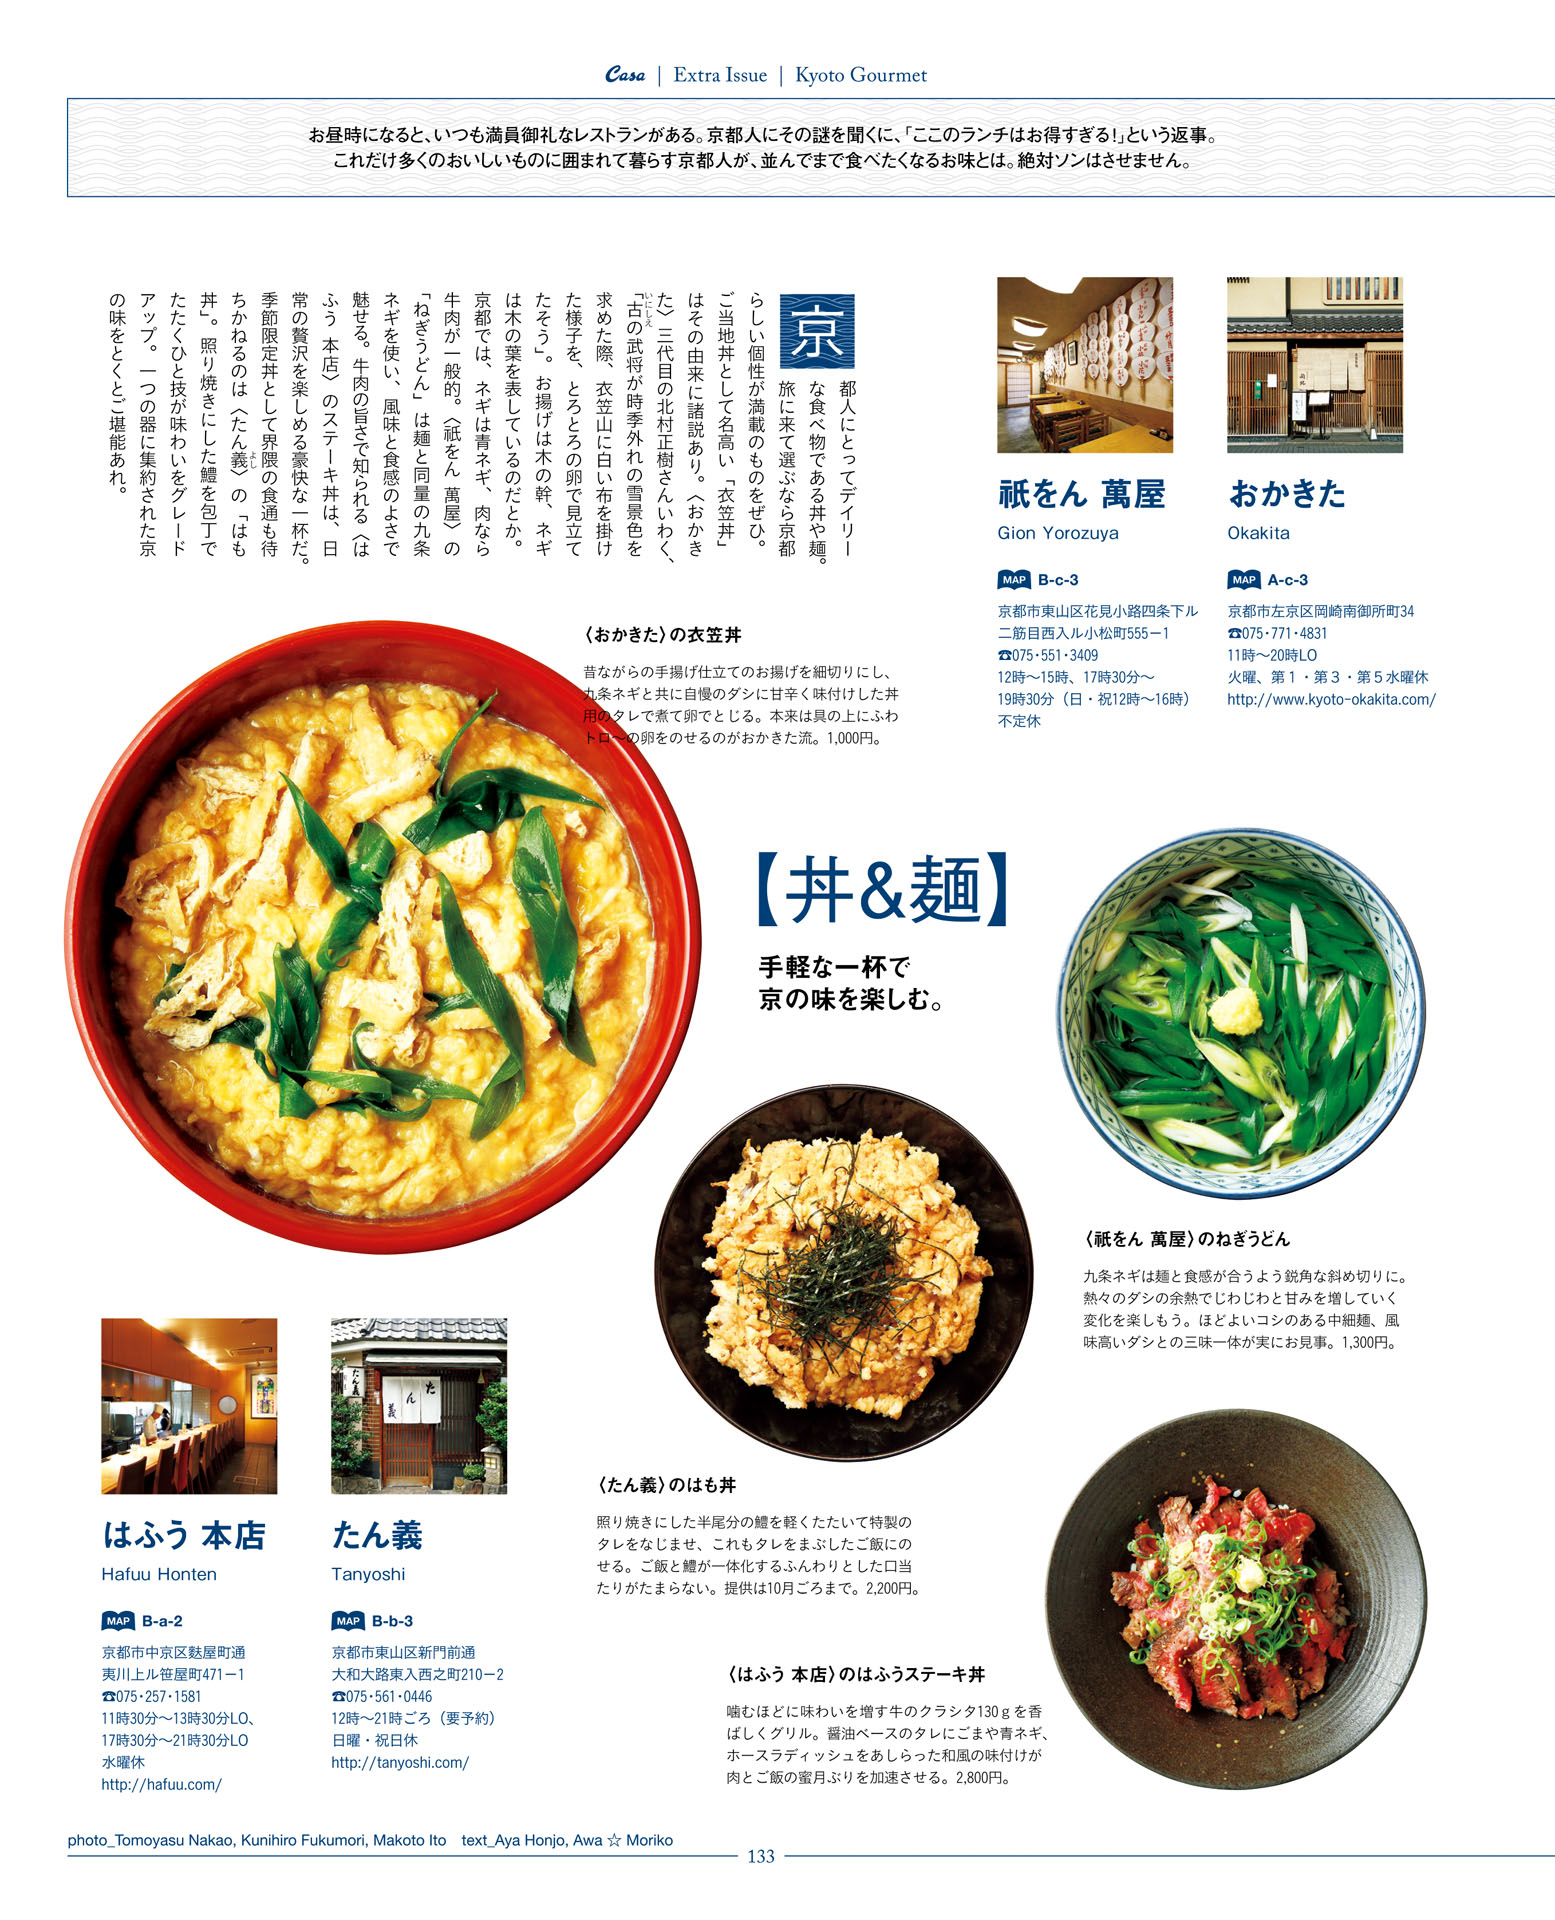 Casa | Extra Issue | Kyoto Gourmet
お昼時になると、いつも満員御礼なレストランがある。京都人にその謎を聞くに、「ここのランチはお得すぎる!」という返事。
これだけ多くのおいしいものに囲まれて暮らす京都人が、並んでまで食べたくなるお味とは。絶対ソンはさせません。
京
都人にとってデイリー
な食べ物である丼や麺。
旅に来て選ぶなら京都
らしい個性が満載のものをぜひ。
ご当地丼として名高い「衣笠丼」
はその由来に諸説あり。〈おかき
た〉三代目の北村正樹さんいわく、
「古の武将が時季外れの雪景色を
いにしえ
求めた際、衣笠山に白い布を掛け
た様子を、とろとろの卵で見立て
たそう」。お揚げは木の幹、ネギ
は木の葉を表しているのだとか。
京都では、ネギは青ネギ、肉なら
牛肉が一般的。〈祇をん 萬屋〉の
「ねぎうどん」は麺と同量の九条
ネギを使い、風味と食感のよさで
魅せる。牛肉の旨さで知られる〈は
ふう 本店〉のステーキ丼は、日
常の贅沢を楽しめる豪快な一杯だ。
季節限定丼として界隈の食通も待
ちかねるのは〈たん義〉の「はも
よし
丼」。照り焼きにした鱧を包丁で
たたくひと技が味わいをグレード
アップ。一つの器に集約された京
の味をとくとご堪能あれ。
祇をん 萬屋
Gion Yorozuya
MAP B-c-3
京都市東山区花見小路四条下ル
二筋目西入ル小松町555−1
☎075・551・3409
12時〜15時、17時30分〜
19時30分（日・祝12時〜16時）
不定休
おかきた
Okakita
MAP A-c-3
京都市左京区岡崎南御所町34
☎075・771・4831
11時〜20時LO
火曜、第1・第3・第5水曜休
http://www.kyoto-okakita.com/
〈おかきた〉の衣笠丼
昔ながらの手揚げ仕立てのお揚げを細切りにし、
九条ネギと共に自慢のダシに甘辛く味付けした丼
用のタレで煮て卵でとじる。本来は具の上にふわ
トロ〜の卵をのせるのがおかきた流。1,000円。
【丼&麺】
手軽な一杯で
京の味を楽しむ。
〈祇をん 萬屋〉のねぎうどん
九条ネギは麺と食感が合うよう鋭角な斜め切りに。
熱々のダシの余熱でじわじわと甘みを増していく
変化を楽しもう。ほどよいコシのある中細麺、風
味高いダシとの三味一体が実にお見事。1,300円。
たん義
たん義
はふう 本店
Hafuu Honten
MAP B-a-2
京都市中京区麩屋町通
夷川上ル笹屋町471−1
☎075・257・1581
11時30分〜13時30分LO、
17時30分〜21時30分LO
水曜休
http://hafuu.com/
たん義
Tanyoshi
MAP B-b-3
京都市東山区新門前通
大和大路東入西之町210−2
☎075・561・0446
12時〜21時ごろ（要予約）
日曜・祝日休
http://tanyoshi.com/
〈たん義〉のはも丼
照り焼きにした半尾分の鱧を軽くたたいて特製の
タレをなじませ、これもタレをまぶしたご飯にの
せる。ご飯と鱧が一体化するふんわりとした口当
たりがたまらない。提供は10月ごろまで。2,200円。
〈はふう 本店〉のはふうステーキ丼
噛むほどに味わいを増す牛のクラシタ130gを香
ばしくグリル。醤油ベースのタレにごまや青ネギ、
ホースラディッシュをあしらった和風の味付けが
肉とご飯の蜜月ぶりを加速させる。2,800円。
photo_Tomoyasu Nakao, Kunihiro Fukumori, Makoto Ito text_Aya Honjo, Awa ☆ Moriko
133